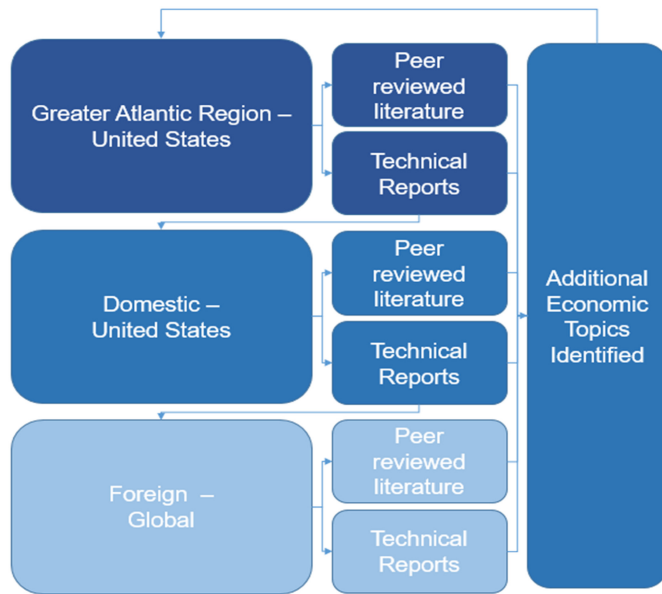 Greater Atlantic Region –
United States
Peer
reviewed
literature
Technical
Reports
Domestic –
United States
Peer
reviewed
literature
Technical
Reports
Foreign –
Global
Peer
reviewed
literature
Technical
Reports
Additional
Economic
Topics
Identified